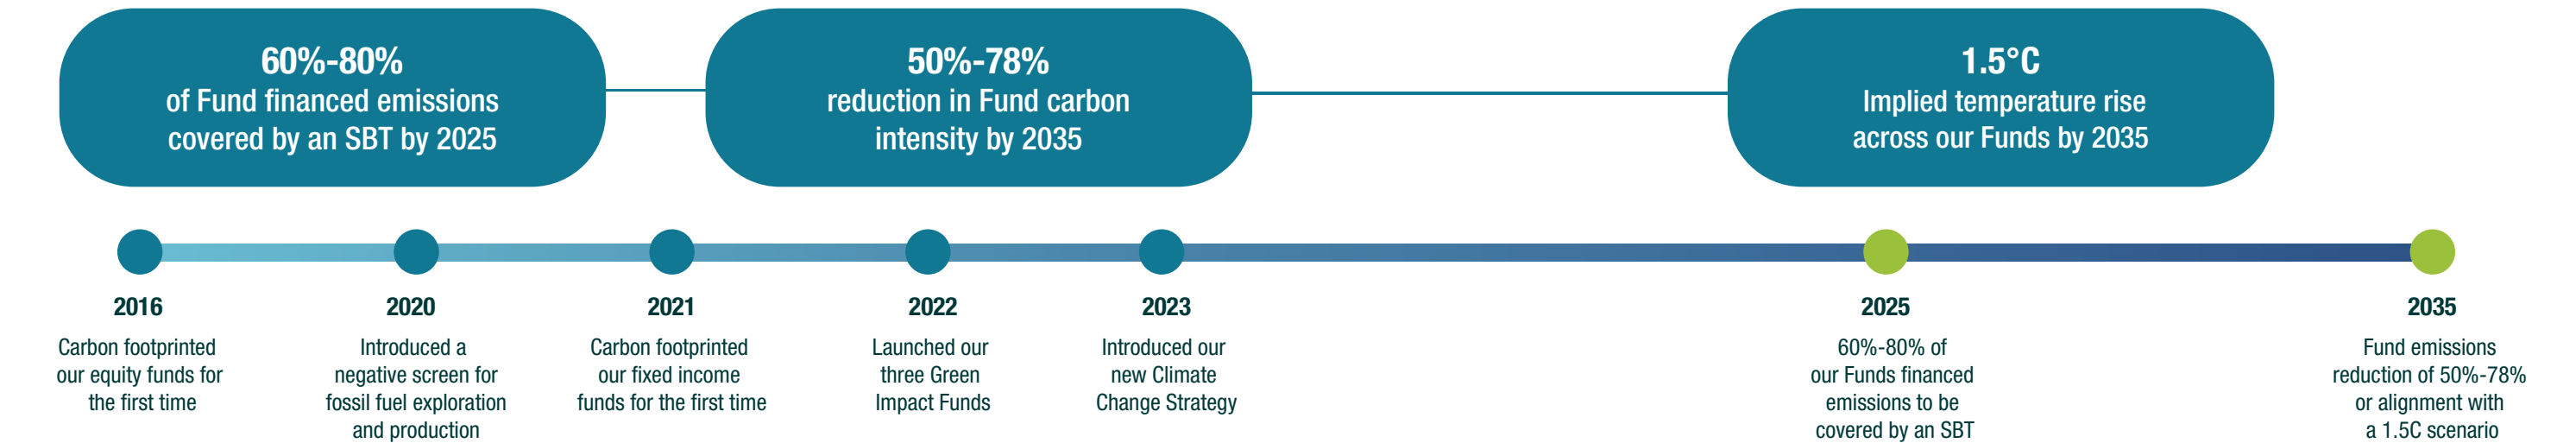 60%-80%
of Fund financed emissions
covered by an SBT by 2025
50%-78%
reduction in Fund carbon
intensity by 2035
1.5°C
Implied temperature rise
across our Funds by 2035
2016
Carbon footprinted
our equity funds for
the first time
2020
Introduced a
negative screen for
fossil fuel exploration
and production
2021
Carbon footprinted
our fixed income
funds for the first time
2022
Launched our
three Green
Impact Funds
2023
Introduced our
new Climate
Change Strategy
2025
60%-80% of
our Funds financed
emissions to be
covered by an SBT
2035
Fund emissions
reduction of 50%-78%
or alignment with
a 1.5C scenario